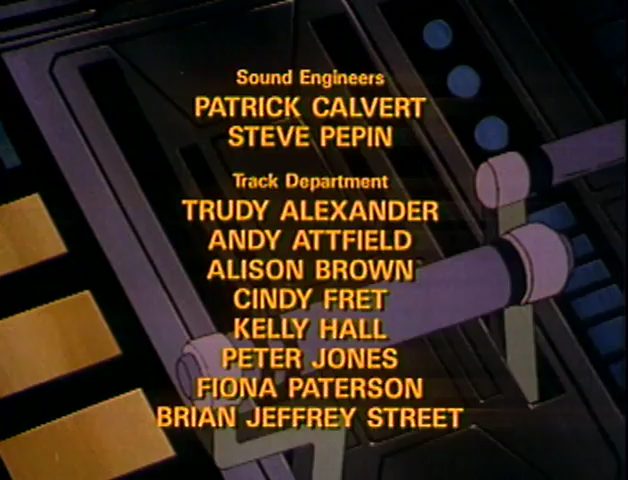 Sound Engineers
PATRICK CALVERT
STEVE PEPIN
Track Department
TRUDY ALEXANDER
ANDY ATTFIELD
ALISON BROWN
CINDY FRET
KELLY HALL
PETER JONES
FIONA PATERSON
BRIAN JEFFREY STREET